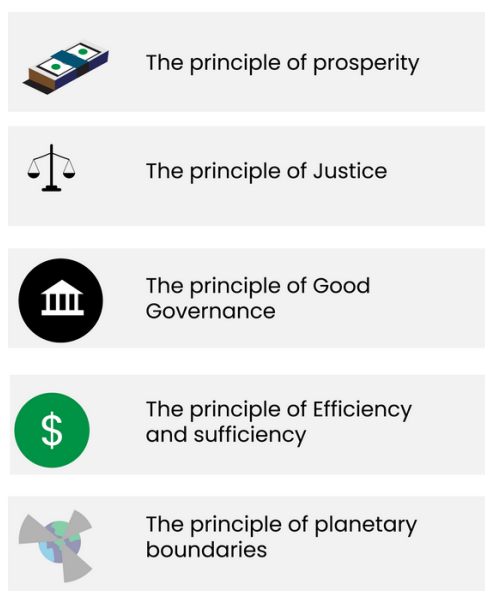 The principle of prosperity
The principle of Justice
The principle of Good
Governance
$
The principle of Efficiency
and sufficiency
The principle of planetary
boundaries